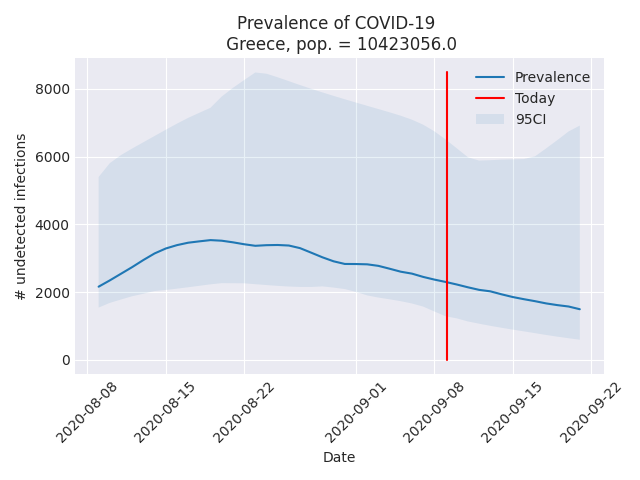 Prevalence of COVID-19
Greece, pop. = 10423056.0
Prevalence
Today
95CI
# undetected infections
8000
6000
4000
2000
0
2020-08-08
2020-08-15
2020-08-22
2020-09-01
2020-09-08
2020-09-15
2020-09-22
Date